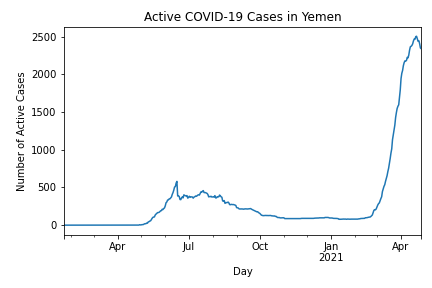 Active COVID-19 Cases in Yemen
Number of Active Cases
2500
2000
1500
1000
500
0
Apr
Jul
Oct
Jan
2021
Apr
Day